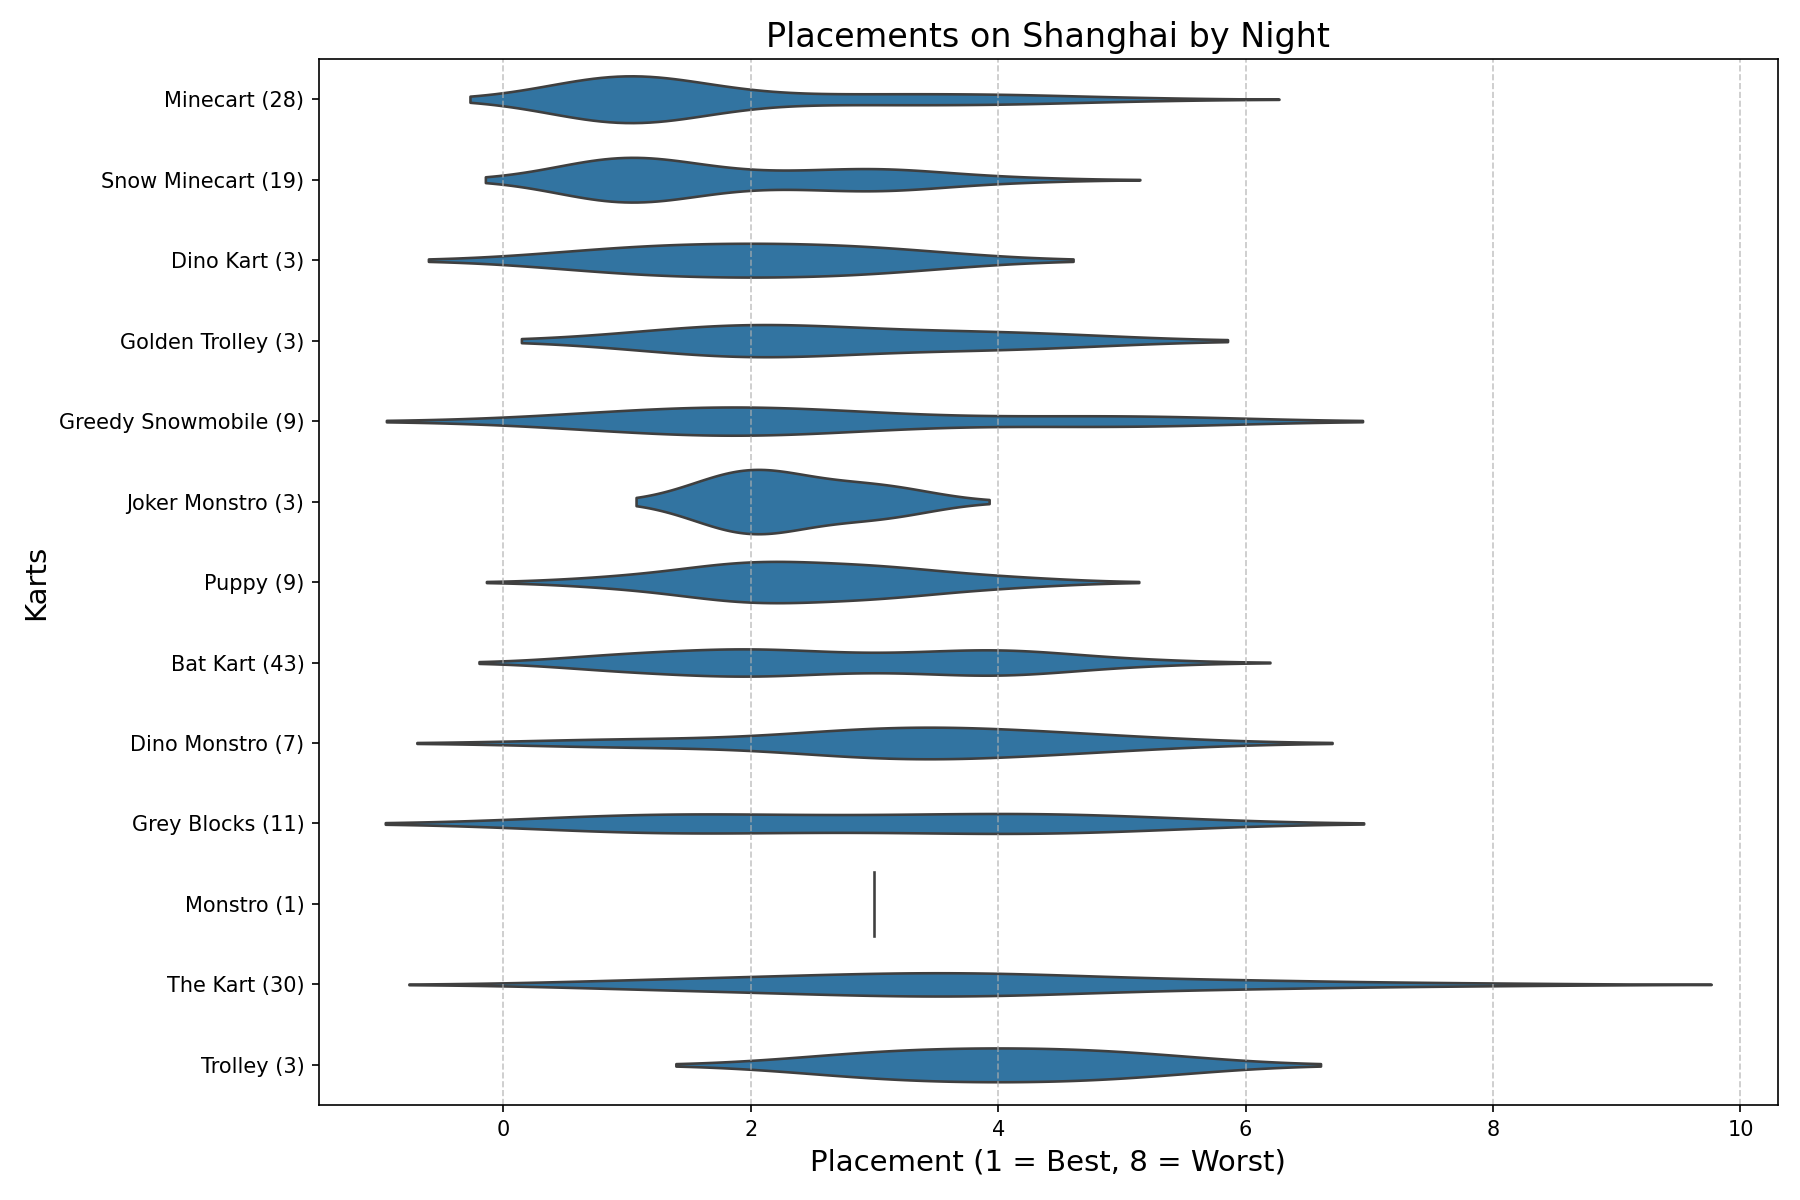 Placements on Shanghai by Night
Karts
Minecart (28)
Snow Minecart (19)
Dino Kart (3)
Golden Trolley (3)
Greedy Snowmobile (9)
Joker Monstro (3)
Puppy (9)
Bat Kart (43)
Dino Monstro (7)
Grey Blocks (11)
Monstro (1)
The Kart (30)
Trolley (3)
0 2 4 6 8 10
Placement (1 = Best, 8 = Worst)